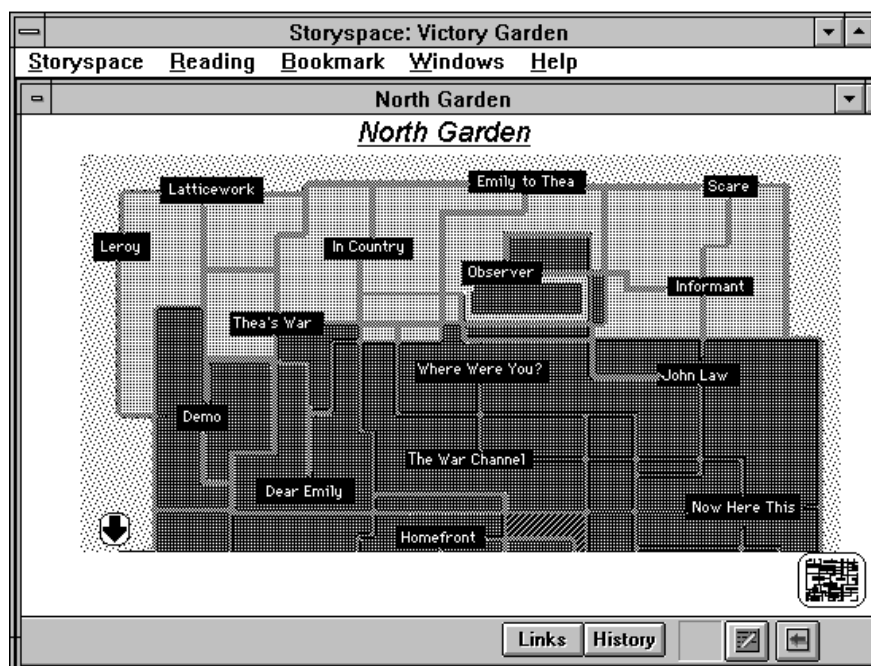 Storyspace: Victory Garden
Storyspace Reading Bookmark Windows Help
North Garden
North Garden
Emily to Thea
Latticework
Scare
Leroy
In Country
Observer
Informant
Thea's War
Where Were You?
John Law
Demo
The War Channel
Dear Emily
Now Here This
Homefront
Links History